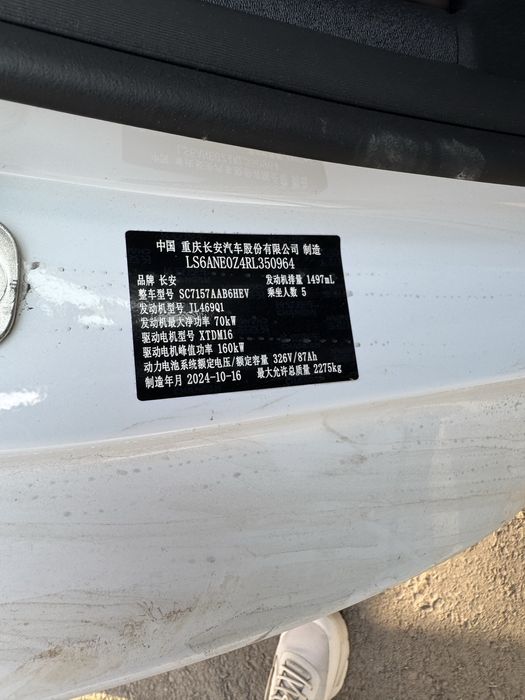 中国 重庆长安汽车股份有限公司 制造
LS6ANE0Z4RL350964
品牌 长安 发动机排量 1497mL
整车型号 SC7157AAB6HEV 乘坐人数 5
发动机型号 JL469Q1
发动机最大净功率 70kW
驱动电机型号 XTDM16
驱动电机峰值功率 160kW
动力电池系统额定电压/额定容量 326V/87Ah
制造年月 2024-10-16 最大允许总质量 2275kg